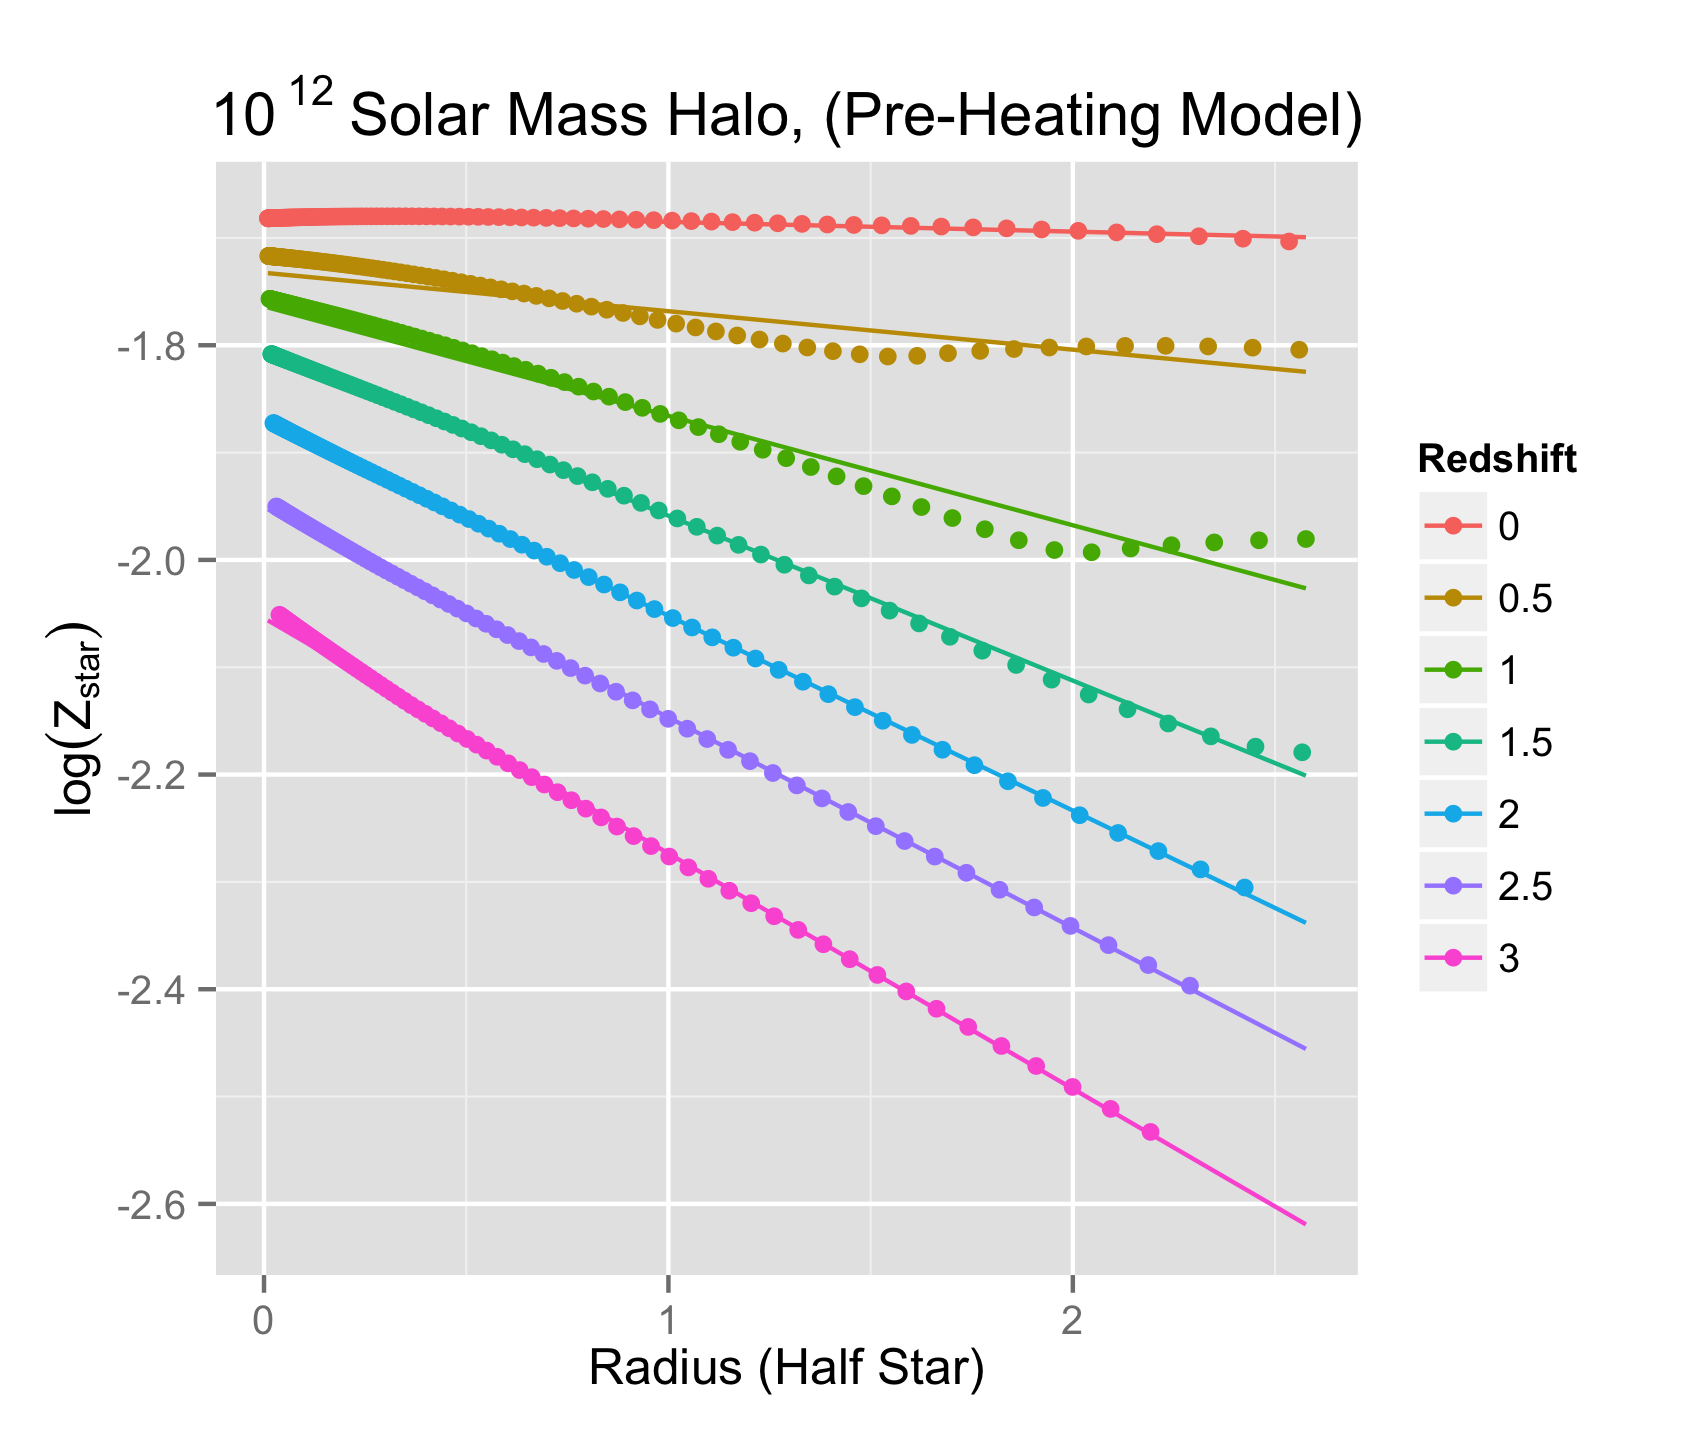 10 12 Solar Mass Halo, (Pre-Heating Model)
log(Zstar)
-1.8
-2.0
-2.2
-2.4
-2.6
0 1 2
Radius (Half Star)
Redshift
0
0.5
1
1.5
2
2.5
3